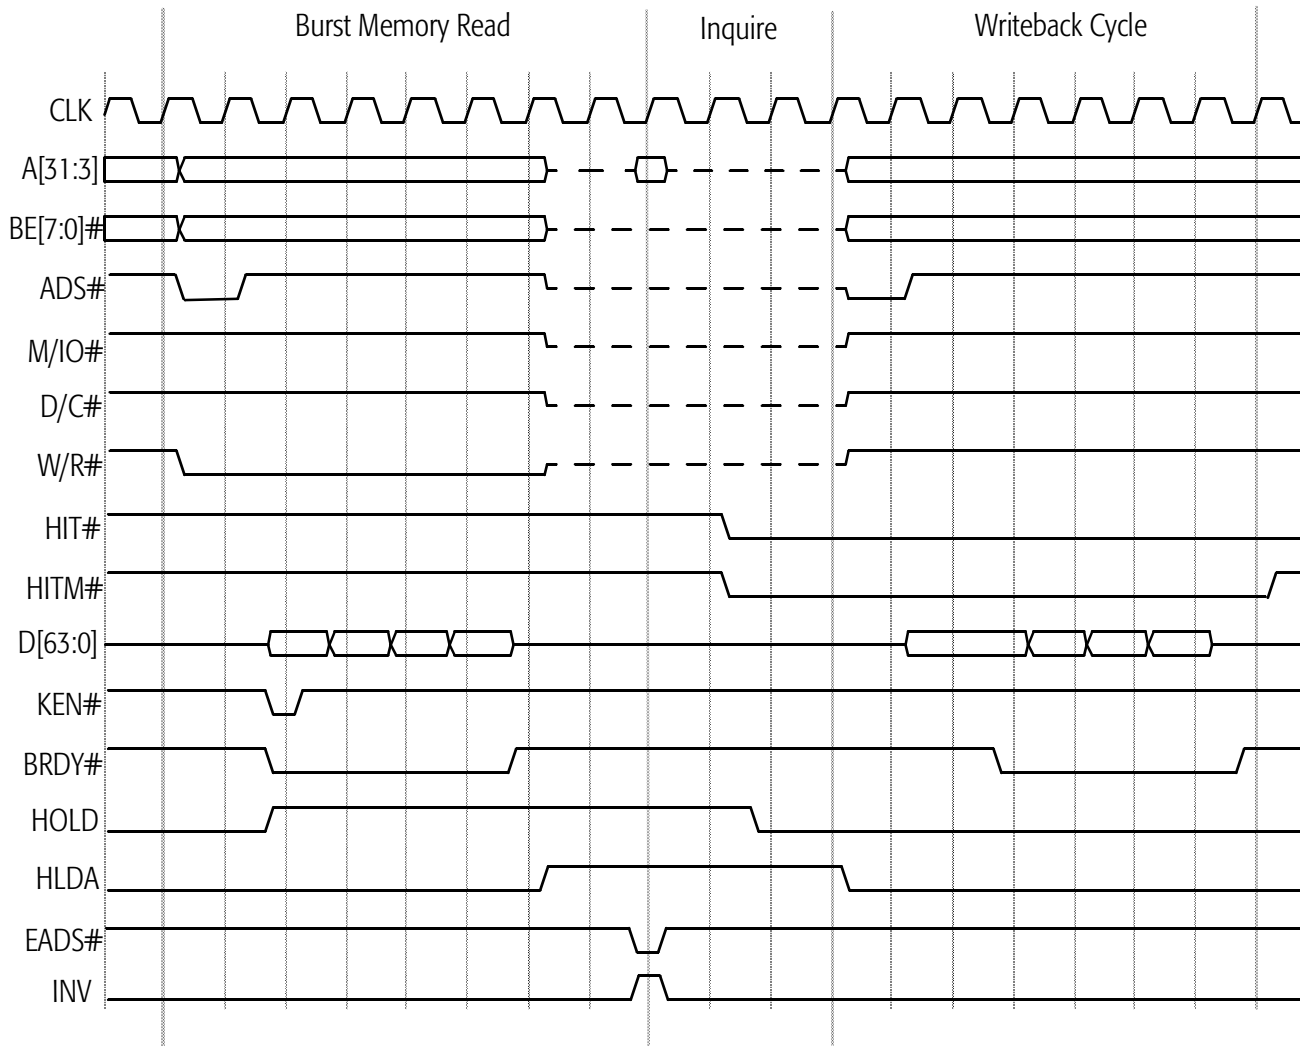 Burst Memory Read
Inquire
Writeback Cycle
CLK
A[31:3]
BE[7:0]#
ADS#
M/IO#
D/C#
W/R#
HIT#
HITM#
D[63:0]
KEN#
BRDY#
HOLD
HLDA
EADS#
INV